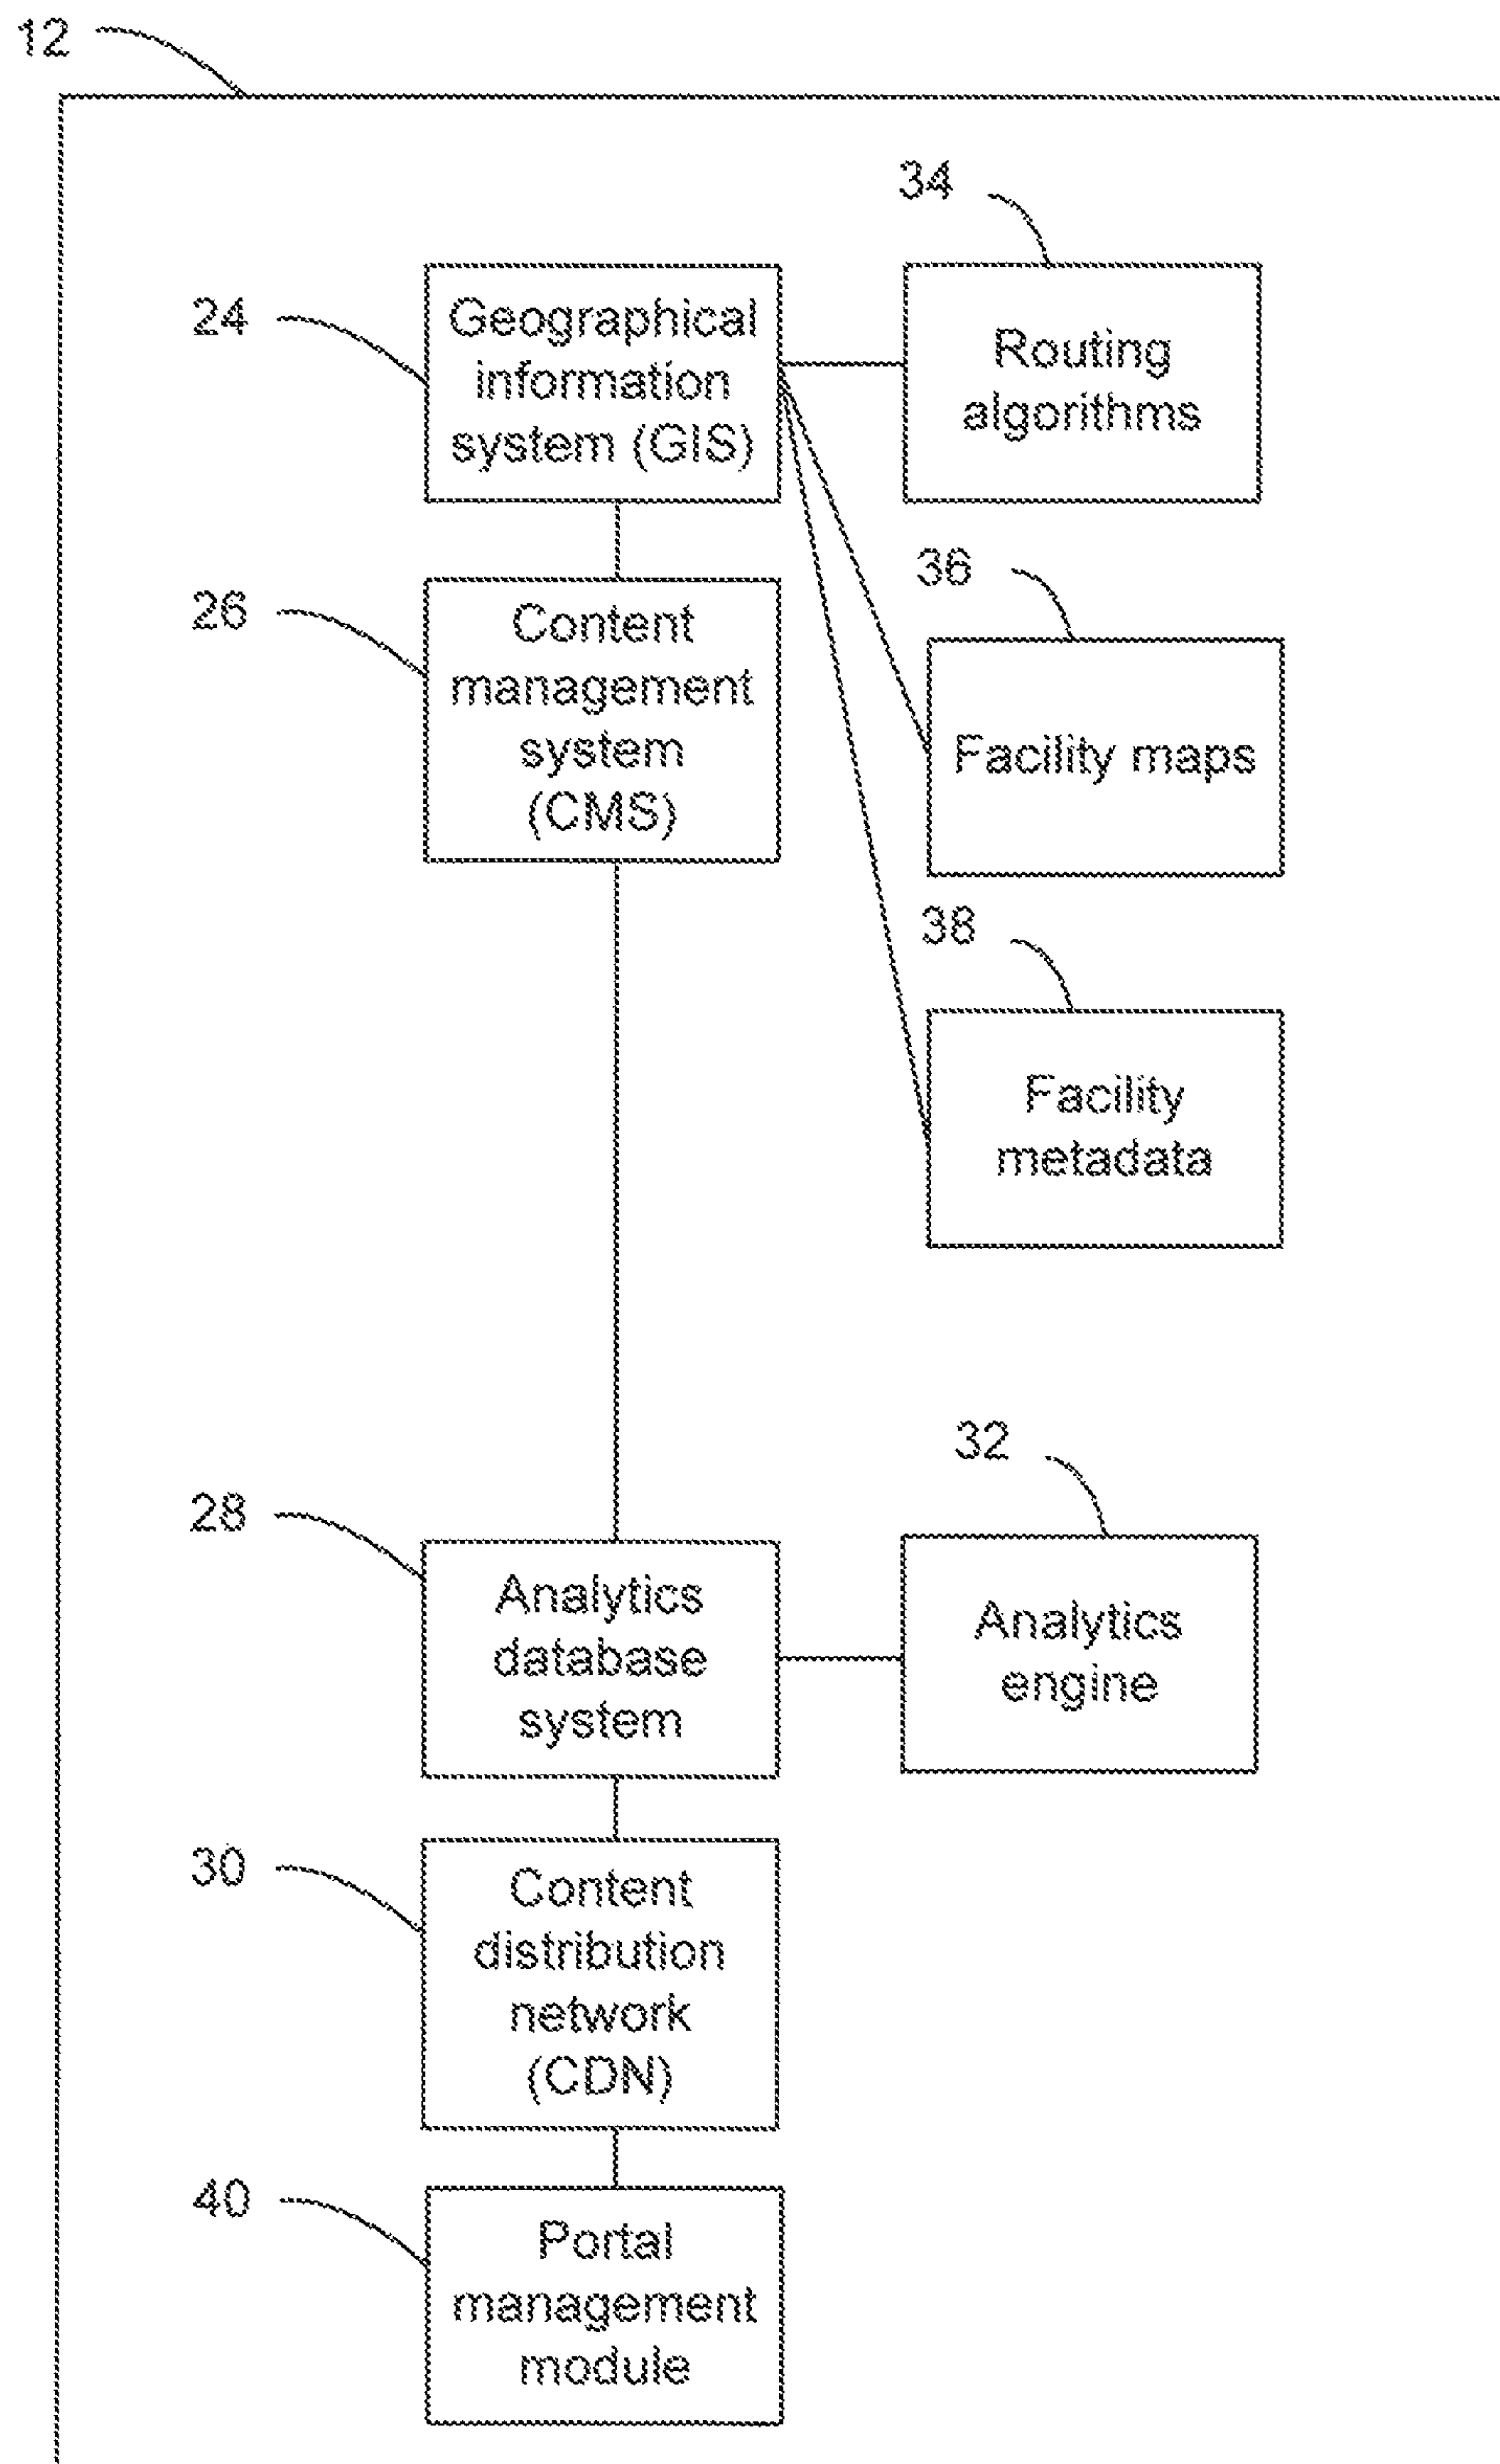 12
34
24
Geographical
information
system (GIS)
Routing
algorithms
36
26
Content
management
system
(CMS)
Facility maps
38
Facility
metadata
32
28
Analytics
database
system
Analytics
engine
30
Content
distribution
network
(CDN)
40
Portal
management
module